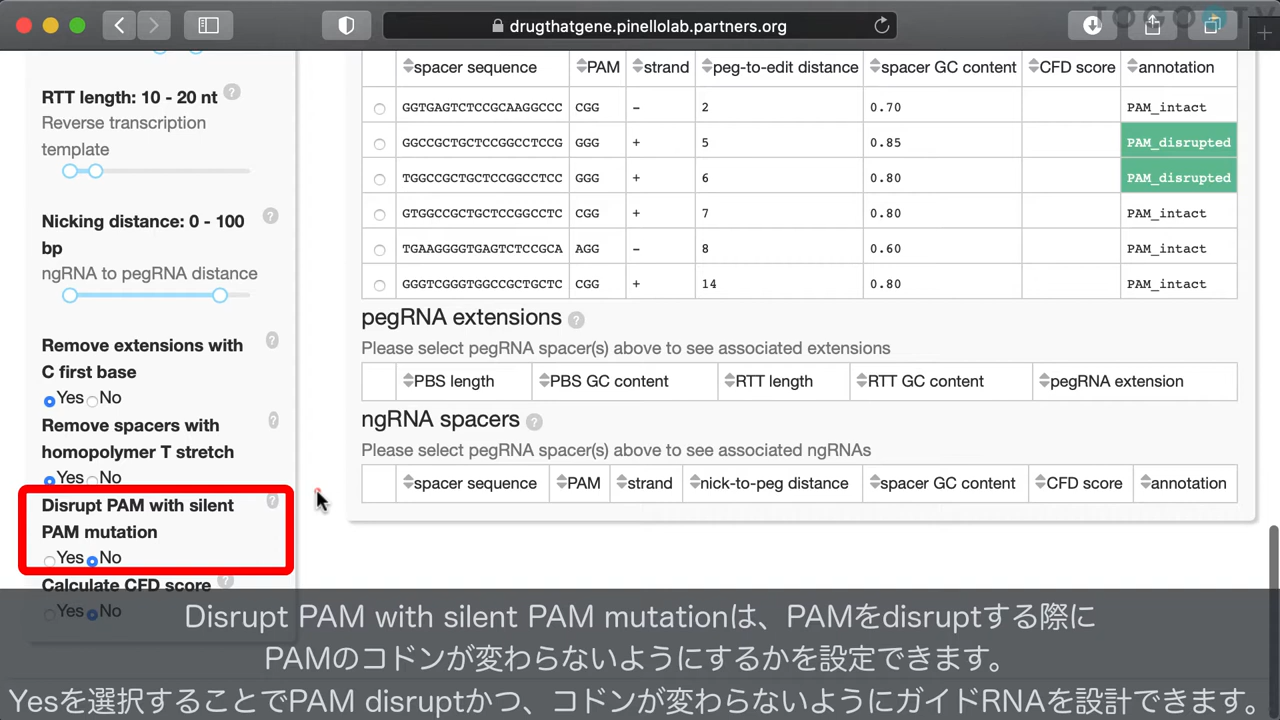 drugthatgene.pinellolab.partners.org
TOGO TV
RTT length: 10 - 20 nt ?
Reverse transcription
template
Nicking distance: 0 - 100 ?
bp
ngRNA to pegRNA distance
Remove extensions with ?
C first base
Yes No
Remove spacers with ?
homopolymer T stretch
Yes No
Disrupt PAM with silent ?
PAM mutation
Yes No
Calculate CFD score ?
Yes No
spacer sequence PAM strand peg-to-edit distance spacer GC content CFD score annotation
GGTGAGTCTCCGCAAGGCCC CGG – 2 0.70 PAM_intact
GGCCGCTGCTCCGGCCTCCG GGG + 5 0.85 PAM_disrupted
TGGCCGCTGCTCCGGCCTCC GGG + 6 0.80 PAM_disrupted
GTGGCCGCTGCTCCGGCCTC CGG + 7 0.80 PAM_intact
TGAAGGGGTGAGTCTCCGCA AGG – 8 0.60 PAM_intact
GGGTCGGGTGGCCGCTGCTC CGG + 14 0.80 PAM_intact
pegRNA extensions ?
Please select pegRNA spacer(s) above to see associated extensions
PBS length PBS GC content RTT length RTT GC content pegRNA extension
ngRNA spacers ?
Please select pegRNA spacer(s) above to see associated ngRNAs
spacer sequence PAM strand nick-to-peg distance spacer GC content CFD score annotation
Disrupt PAM with silent PAM mutationは、PAMをdisruptする際に
PAMのコドンが変わらないようにするかを設定できます。
Yesを選択することでPAM disruptかつ、コドンが変わらないようにガイドRNAを設計できます。